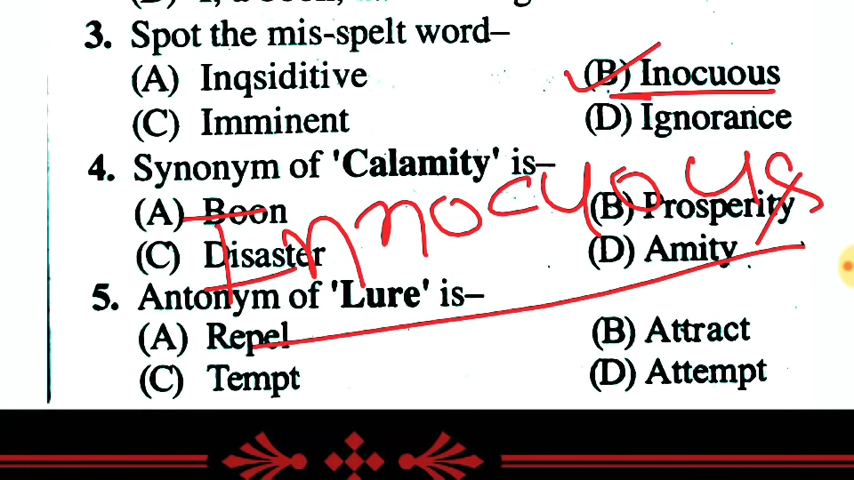 3. Spot the mis-spelt word–
(A) Inqsiditive (B) Inocuous
(C) Imminent (D) Ignorance
4. Synonym of 'Calamity' is–
(A) Boon (B) Prosperity
Innocuous
(C) Disaster (D) Amity
5. Antonym of 'Lure' is–
(A) Repel (B) Attract
(C) Tempt (D) Attempt